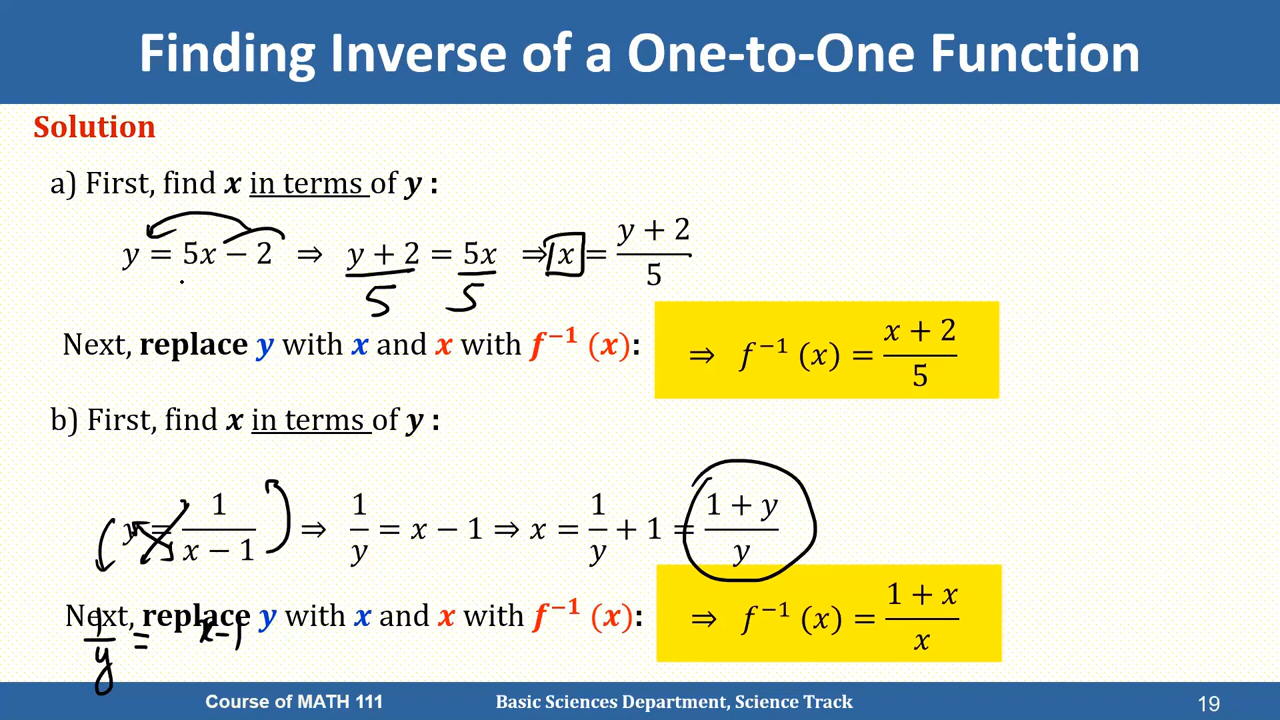 Finding Inverse of a One-to-One Function
Solution
a) First, find x in terms of y :
y = 5x − 2 ⇒ y + 2 = 5x ⇒ x = (y + 2)/5
5 5
Next, replace y with x and x with f⁻¹ (x): ⇒ f⁻¹ (x) = (x + 2)/5
b) First, find x in terms of y :
y = 1/(x − 1) ⇒ 1/y = x − 1 ⇒ x = 1/y + 1 = (1 + y)/y
Next, replace y with x and x with f⁻¹ (x): ⇒ f⁻¹ (x) = (1 + x)/x
1/y = x-1
Course of MATH 111 Basic Sciences Department, Science Track 19